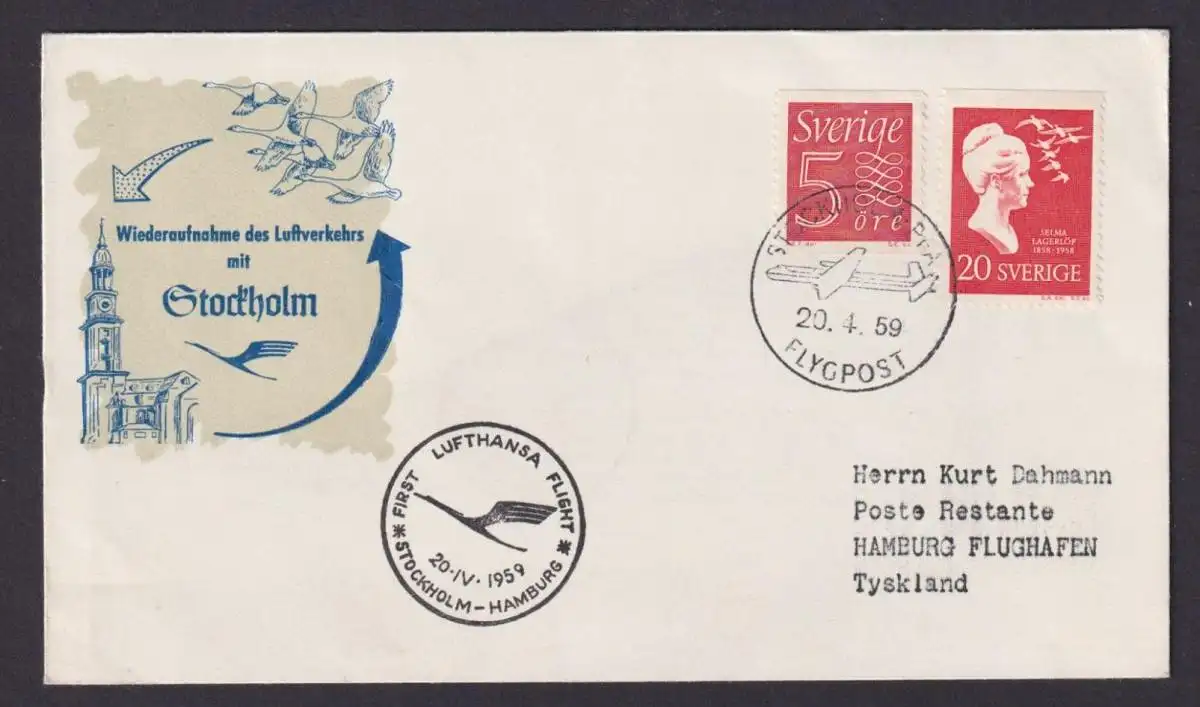 Wiederaufnahme des Luftverkehrs
mit
Stockholm
Sverige
5
öre
SELMA
LAGERLÖF
1858-1958
20 SVERIGE
20. 4. 59
FLYGPOST
FIRST LUFTHANSA FLIGHT
20·IV·1959
* STOCKHOLM-HAMBURG *
Herrn Kurt Dahmann
Poste Restante
HAMBURG FLUGHAFEN
Tyskland